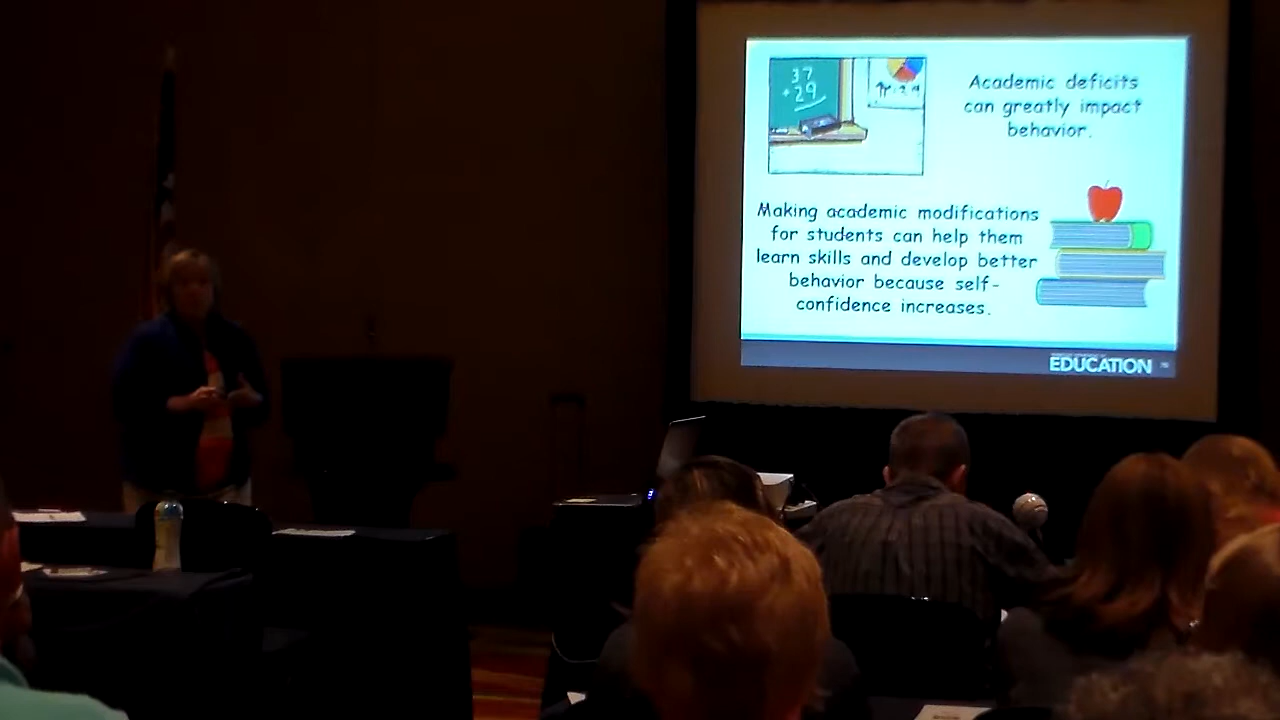 37
+29
Academic deficits
can greatly impact
behavior.
Making academic modifications
for students can help them
learn skills and develop better
behavior because self-
confidence increases.
EDUCATION